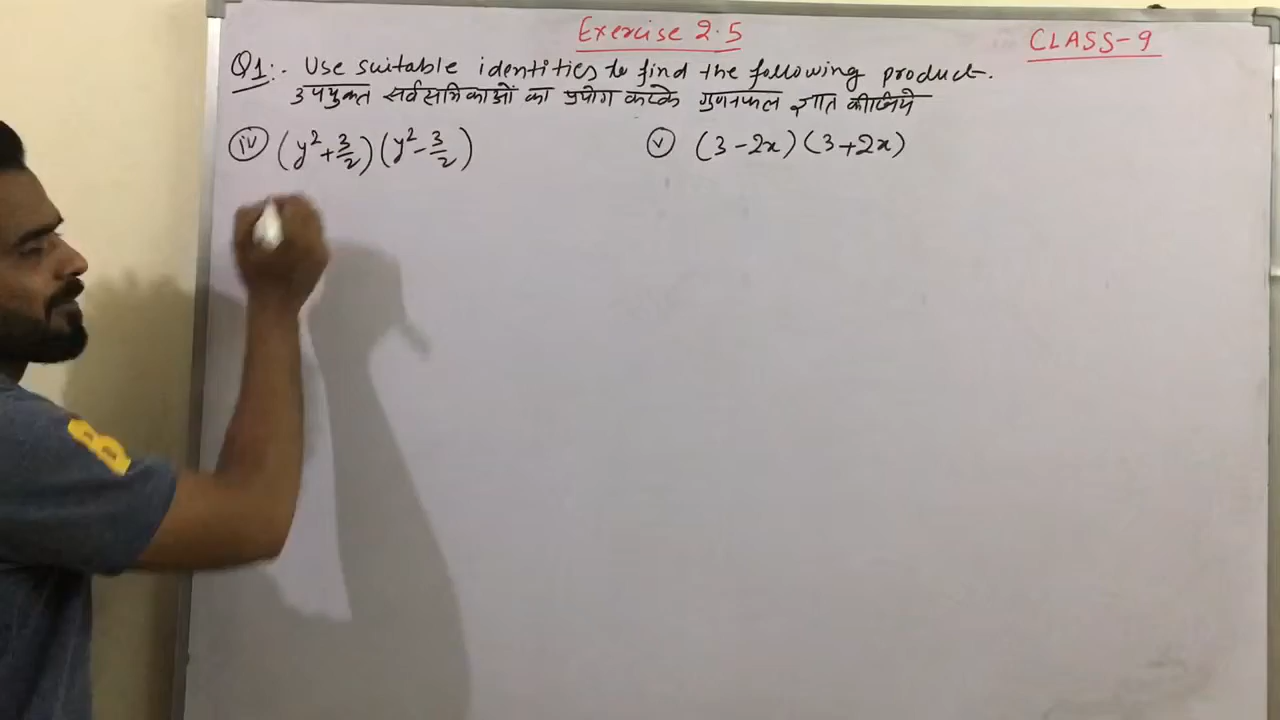 Exercise 2.5
CLASS-9
Q1:- Use suitable identities to find the following product.
उपयुक्त सर्वसमिकाओं का प्रयोग करके गुणनफल ज्ञात कीजिये
(iv) (y²+3/2)(y²-3/2)
(v) (3-2x)(3+2x)